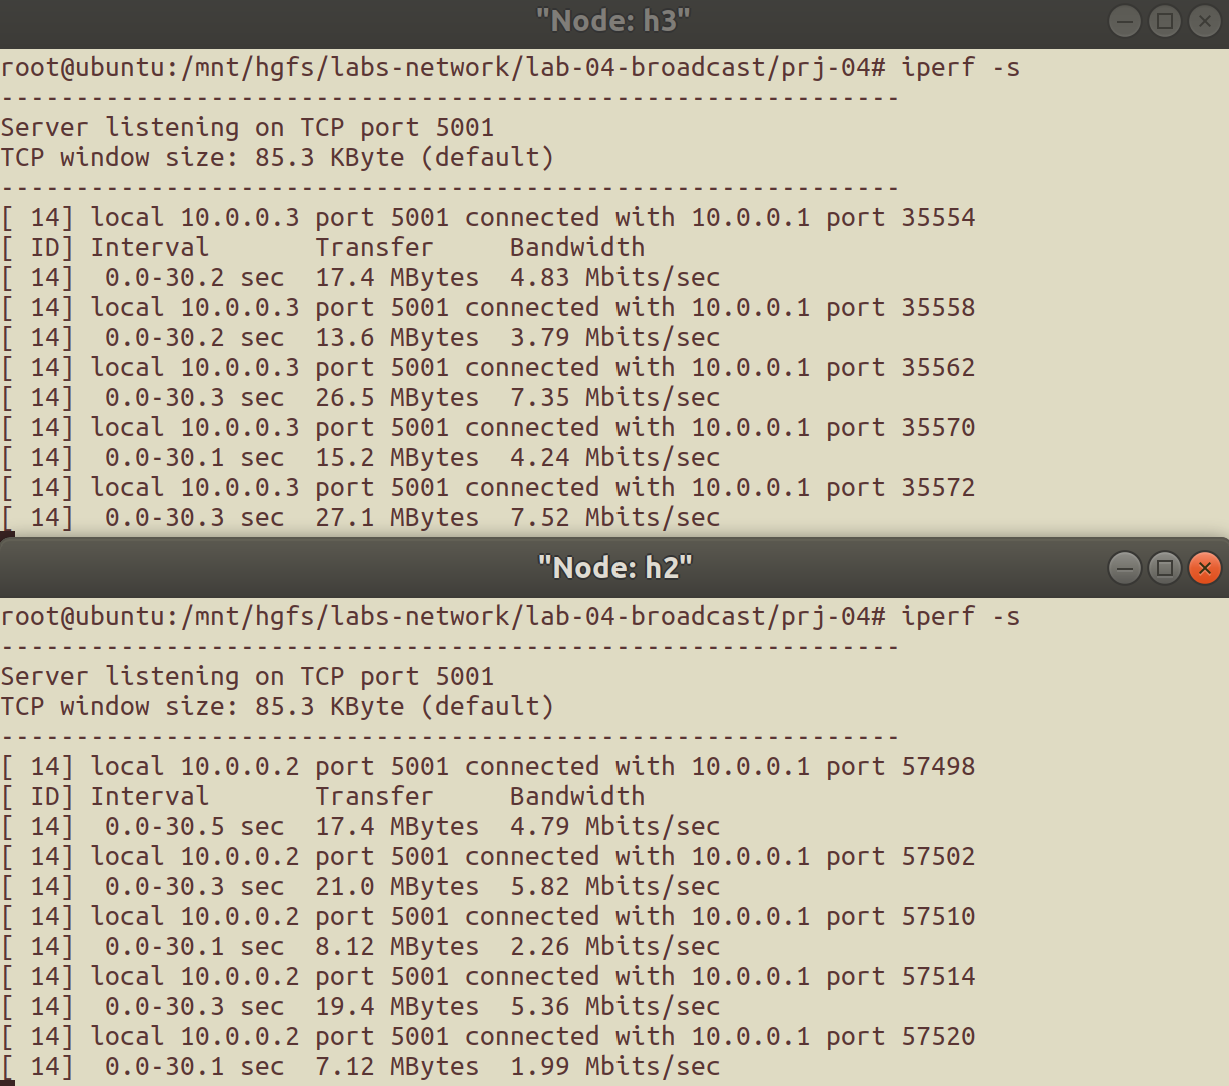 "Node: h3"
root@ubuntu:/mnt/hgfs/labs-network/lab-04-broadcast/prj-04# iperf -s
------------------------------------------------------------
Server listening on TCP port 5001
TCP window size: 85.3 KByte (default)
------------------------------------------------------------
[ 14] local 10.0.0.3 port 5001 connected with 10.0.0.1 port 35554
[ ID] Interval       Transfer     Bandwidth
[ 14]  0.0-30.2 sec  17.4 MBytes  4.83 Mbits/sec
[ 14] local 10.0.0.3 port 5001 connected with 10.0.0.1 port 35558
[ 14]  0.0-30.2 sec  13.6 MBytes  3.79 Mbits/sec
[ 14] local 10.0.0.3 port 5001 connected with 10.0.0.1 port 35562
[ 14]  0.0-30.3 sec  26.5 MBytes  7.35 Mbits/sec
[ 14] local 10.0.0.3 port 5001 connected with 10.0.0.1 port 35570
[ 14]  0.0-30.1 sec  15.2 MBytes  4.24 Mbits/sec
[ 14] local 10.0.0.3 port 5001 connected with 10.0.0.1 port 35572
[ 14]  0.0-30.3 sec  27.1 MBytes  7.52 Mbits/sec
"Node: h2"
root@ubuntu:/mnt/hgfs/labs-network/lab-04-broadcast/prj-04# iperf -s
------------------------------------------------------------
Server listening on TCP port 5001
TCP window size: 85.3 KByte (default)
------------------------------------------------------------
[ 14] local 10.0.0.2 port 5001 connected with 10.0.0.1 port 57498
[ ID] Interval       Transfer     Bandwidth
[ 14]  0.0-30.5 sec  17.4 MBytes  4.79 Mbits/sec
[ 14] local 10.0.0.2 port 5001 connected with 10.0.0.1 port 57502
[ 14]  0.0-30.3 sec  21.0 MBytes  5.82 Mbits/sec
[ 14] local 10.0.0.2 port 5001 connected with 10.0.0.1 port 57510
[ 14]  0.0-30.1 sec  8.12 MBytes  2.26 Mbits/sec
[ 14] local 10.0.0.2 port 5001 connected with 10.0.0.1 port 57514
[ 14]  0.0-30.3 sec  19.4 MBytes  5.36 Mbits/sec
[ 14] local 10.0.0.2 port 5001 connected with 10.0.0.1 port 57520
[ 14]  0.0-30.1 sec  7.12 MBytes  1.99 Mbits/sec